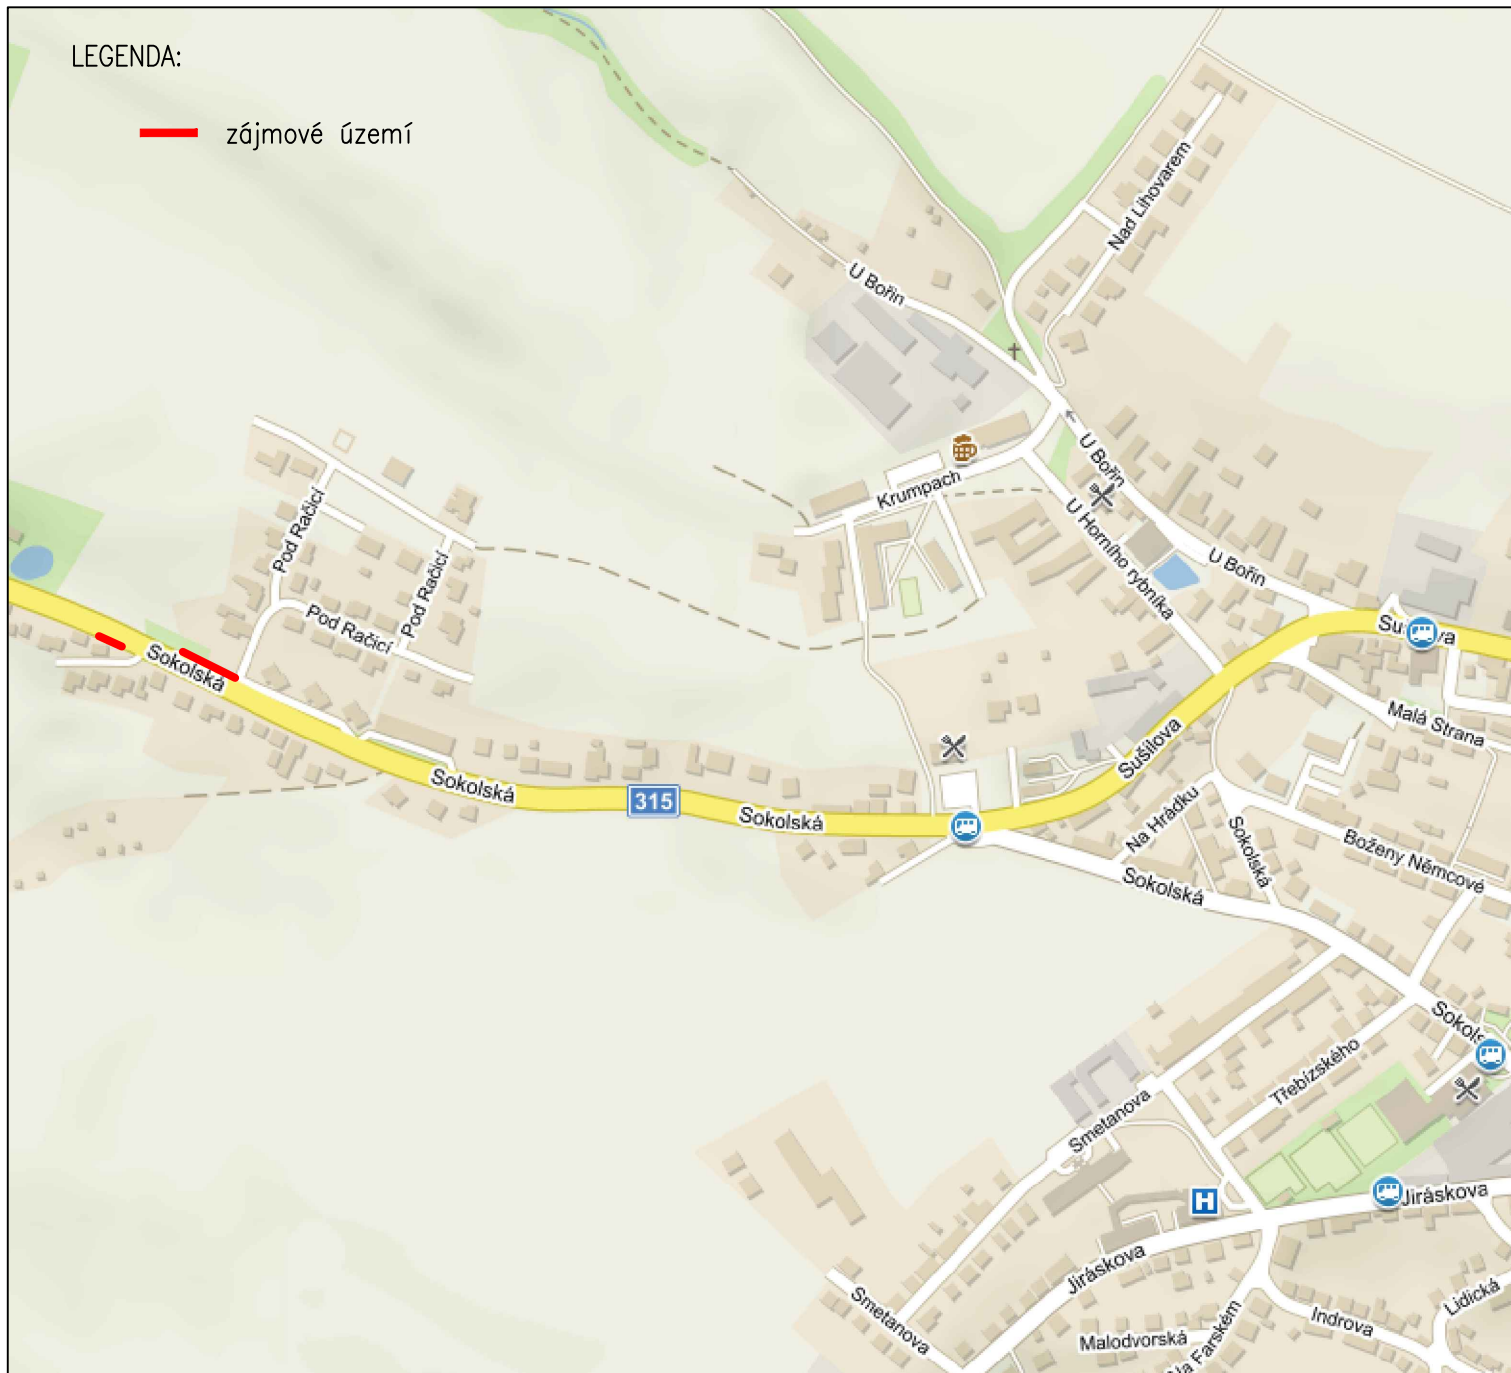 LEGENDA:
zájmové území
Nad Lihovarem
U Bořin
U Bořin
Krumpach
U Horního rybníka
U Bořin
Pod Račicí
Pod Račicí
Pod Račicí
Sokolská
Malá Strana
Sušilova
Sokolská
315
Sokolská
Na Hrádku
Sokolská
Boženy Němcové
Sokolská
Třebízského
Smetanova
H
Jiráskova
Jiráskova
Smetanova
Malodvorská
Na Farském
Indrova
Lidická